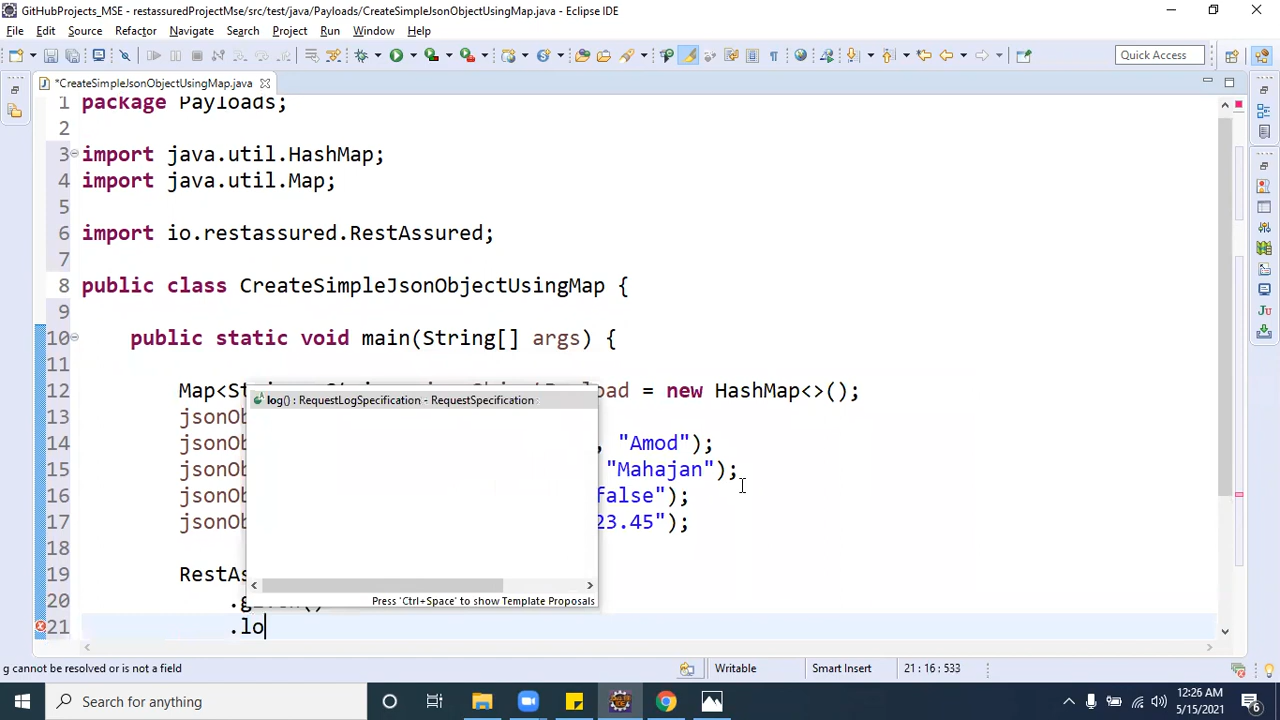 GitHubProjects_MSE - restassuredProjectMse/src/test/java/Payloads/CreateSimpleJsonObjectUsingMap.java - Eclipse IDE
File Edit Source Refactor Navigate Search Project Run Window Help
Quick Access
*CreateSimpleJsonObjectUsingMap.java
1 package Payloads;
2
3 import java.util.HashMap;
4 import java.util.Map;
5
6 import io.restassured.RestAssured;
7
8 public class CreateSimpleJsonObjectUsingMap {
9
10 public static void main(String[] args) {
11
12 Map<St load = new HashMap<>();
13 jsonOb
14 jsonOb , "Amod");
15 jsonOb "Mahajan");
16 jsonOb false");
17 jsonOb 23.45");
18
19 RestAs
20 .given()
21 .lo
log() : RequestLogSpecification - RequestSpecification
Press 'Ctrl+Space' to show Template Proposals
g cannot be resolved or is not a field
Writable
Smart Insert
21 : 16 : 533
Search for anything
12:26 AM
5/15/2021
6